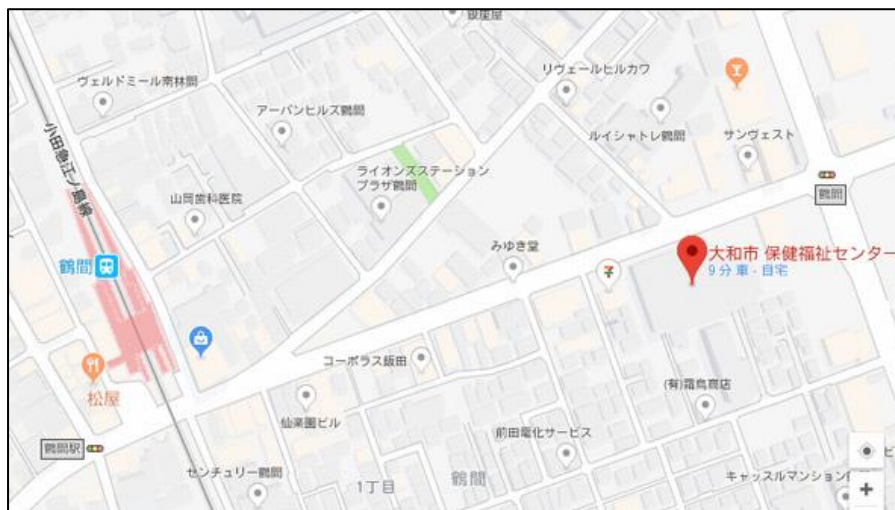 銀座屋
ヴェルドミール南林間
リヴェールヒルカワ
アーバンヒルズ鶴間
ルイシャトレ鶴間
サンヴェスト
小田急江ノ島線
ライオンズステーション
プラザ鶴間
山岡歯科医院
鶴間
みゆき堂
大和市 保健福祉センター
9 分 車 - 自宅
鶴間
コーポラス飯田
松屋
(有)霜鳥商店
仙楽園ビル
前田電化サービス
鶴間駅
センチュリー鶴間
1丁目
鶴間
キャッスルマンション